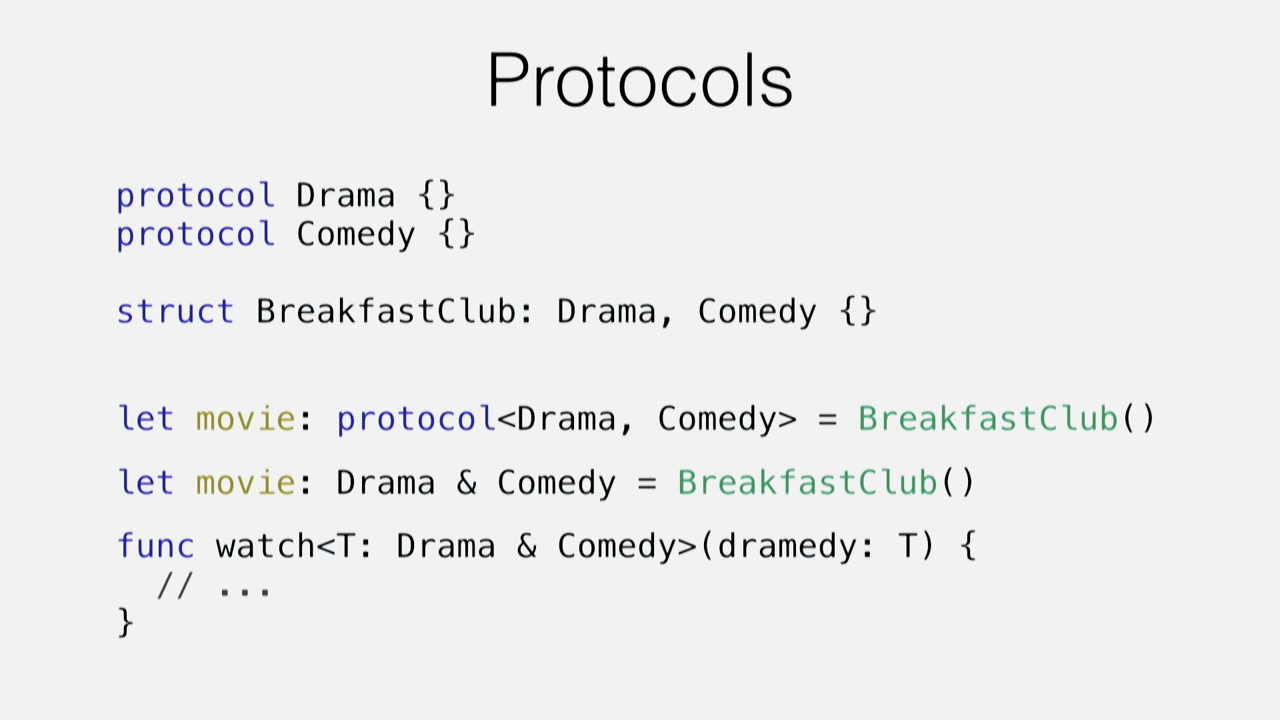 Protocols
protocol Drama {}
protocol Comedy {}
struct BreakfastClub: Drama, Comedy {}
let movie: protocol<Drama, Comedy> = BreakfastClub()
let movie: Drama & Comedy = BreakfastClub()
func watch<T: Drama & Comedy>(dramedy: T) {
  // ...
}